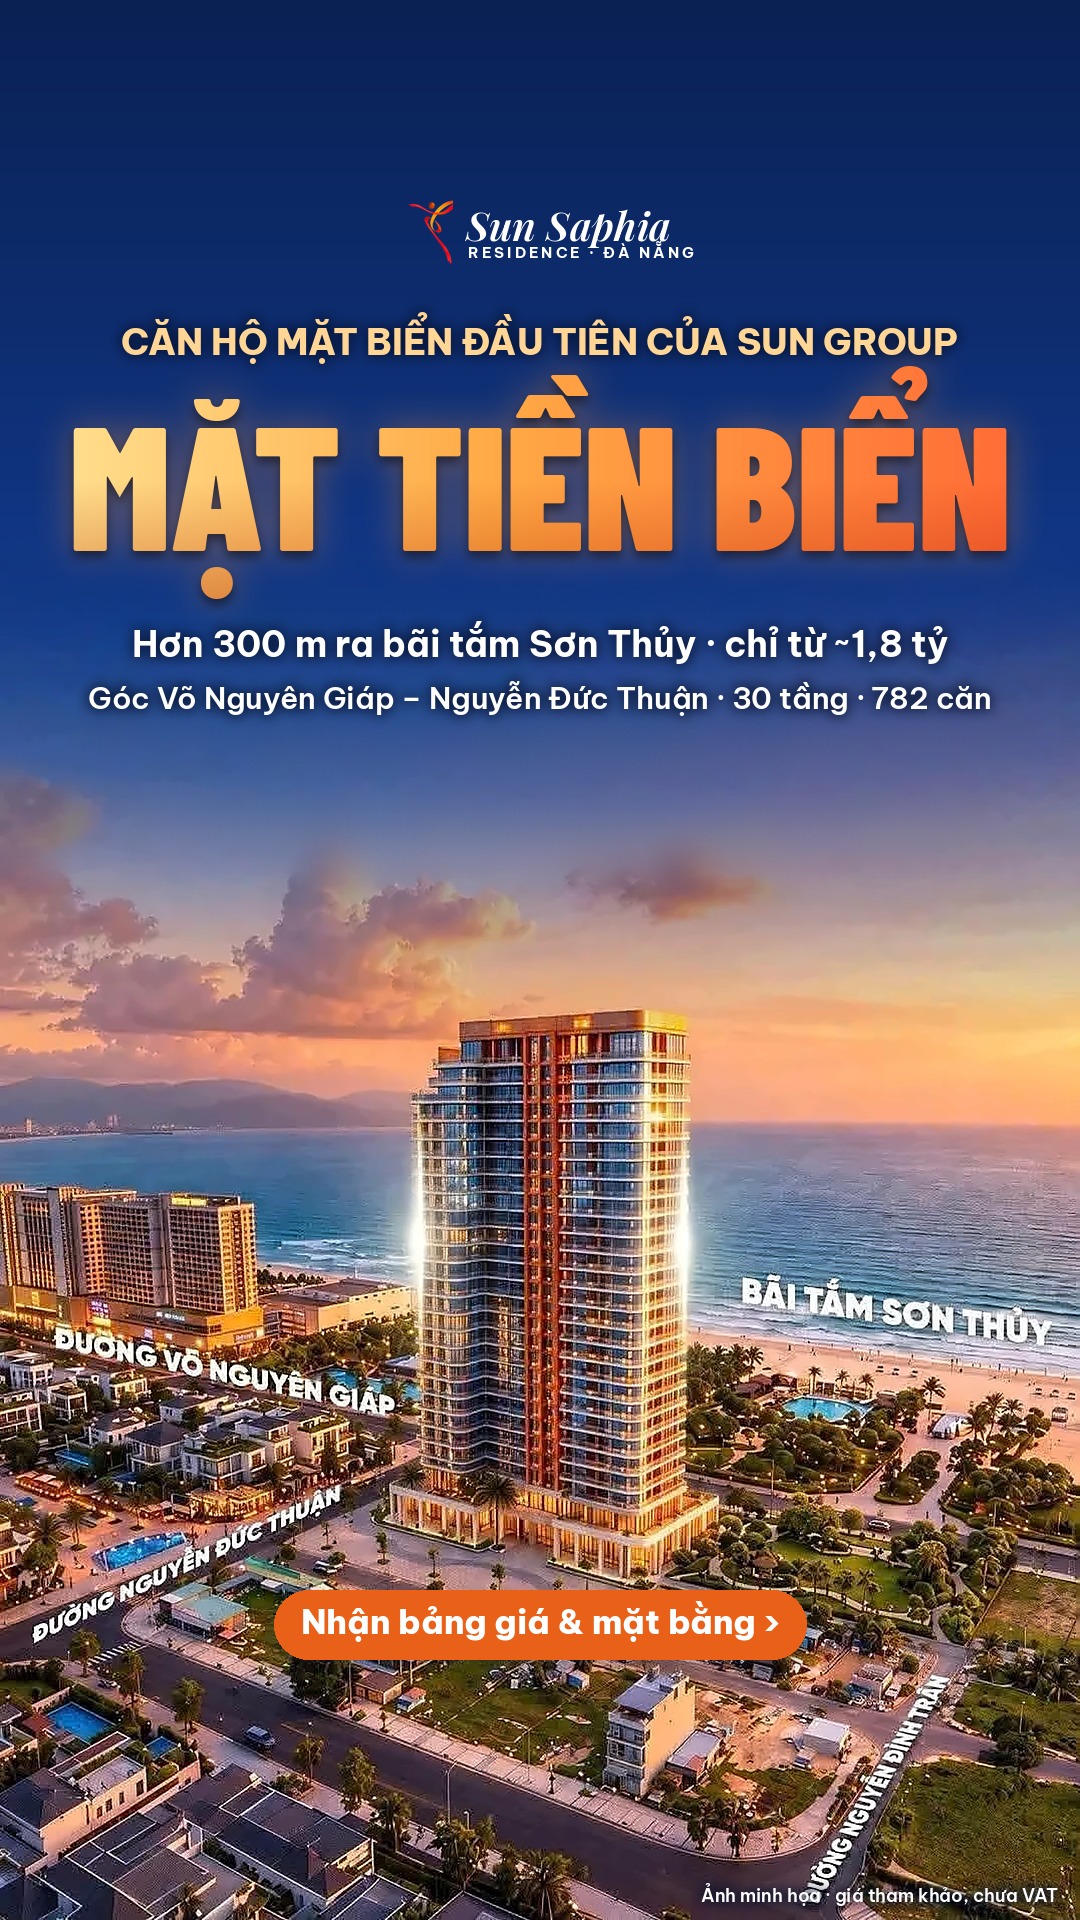 Sun Saphia
RESIDENCE · ĐÀ NẴNG
CĂN HỘ MẶT BIỂN ĐẦU TIÊN CỦA SUN GROUP
MẶT TIỀN BIỂN
Hơn 300 m ra bãi tắm Sơn Thủy · chỉ từ ~1,8 tỷ
Góc Võ Nguyên Giáp – Nguyễn Đức Thuận · 30 tầng · 782 căn
BÃI TẮM SƠN THỦY
ĐƯỜNG VÕ NGUYÊN GIÁP
ĐƯỜNG NGUYỄN ĐỨC THUẬN
Nhận bảng giá & mặt bằng ›
ĐƯỜNG NGUYỄN ĐÌNH TRÂN
Ảnh minh họa · giá tham khảo, chưa VAT